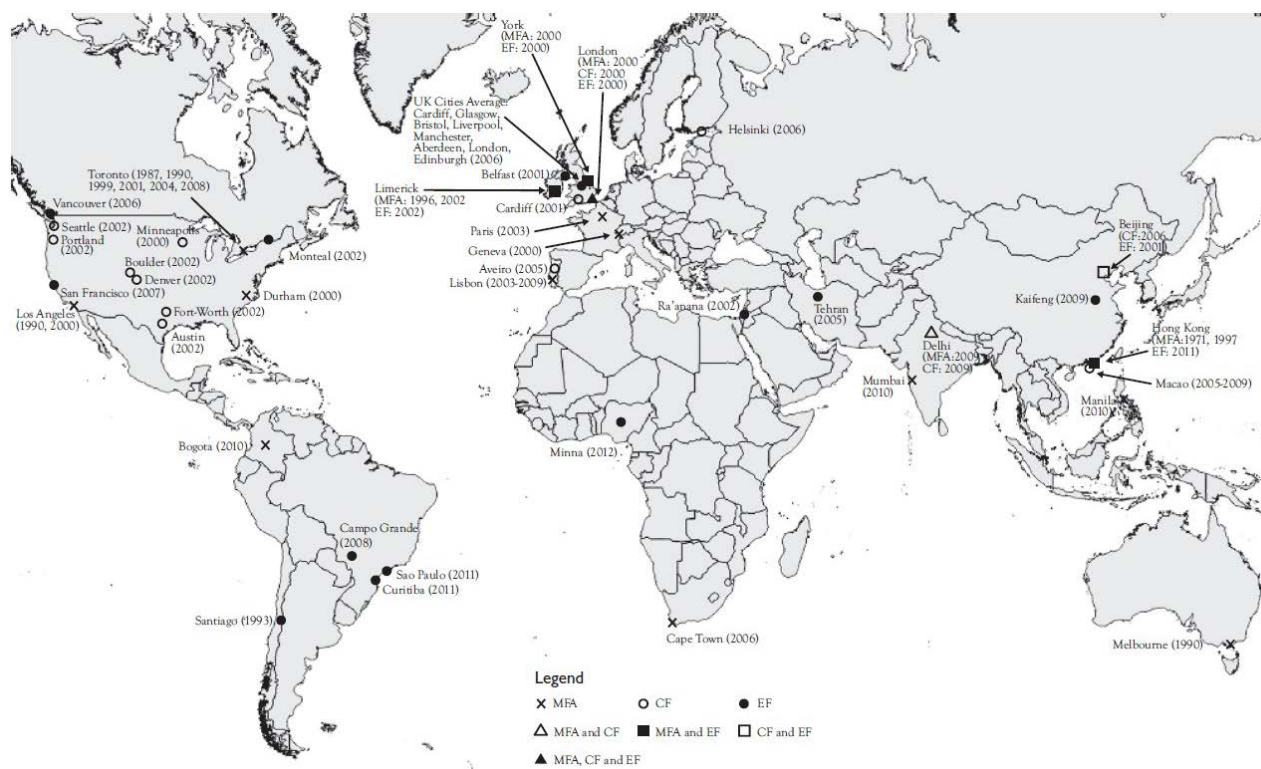 York
(MFA: 2000
EF: 2000)
London
(MFA: 2000
CF: 2000
EF: 2000)
UK Cities Average:
Cardiff, Glasgow,
Bristol, Liverpool,
Manchester,
Aberdeen, London,
Edinburgh (2006)
Helsinki (2006)
Belfast (2001)
Limerick
(MFA: 1996, 2002
EF: 2002)
Cardiff (2001)
Paris (2003)
Geneva (2000)
Aveiro (2005)
Lisbon (2003-2009)
Toronto (1987, 1990,
1999, 2001, 2004, 2008)
Vancouver (2006)
Seattle (2002)
Portland
(2002)
Minneapolis
(2000)
Monteal (2002)
Boulder (2002)
Denver (2002)
San Francisco (2007)
Durham (2000)
Los Angeles
(1990, 2000)
Fort-Worth (2002)
Austin
(2002)
Ra'anana (2002)
Tehran
(2005)
Beijing
(CF:2006
EF: 2001)
Kaifeng (2009)
Delhi
(MFA:2009
CF: 2009)
Hong Kong
(MFA:1971, 1997
EF: 2011)
Macao (2005-2009)
Mumbai
(2010)
Manila
(2010)
Bogota (2010)
Minna (2012)
Campo Grande
(2008)
Sao Paulo (2011)
Curitiba (2011)
Santiago (1993)
Cape Town (2006)
Melbourne (1990)
Legend
MFA CF EF
MFA and CF MFA and EF CF and EF
MFA, CF and EF